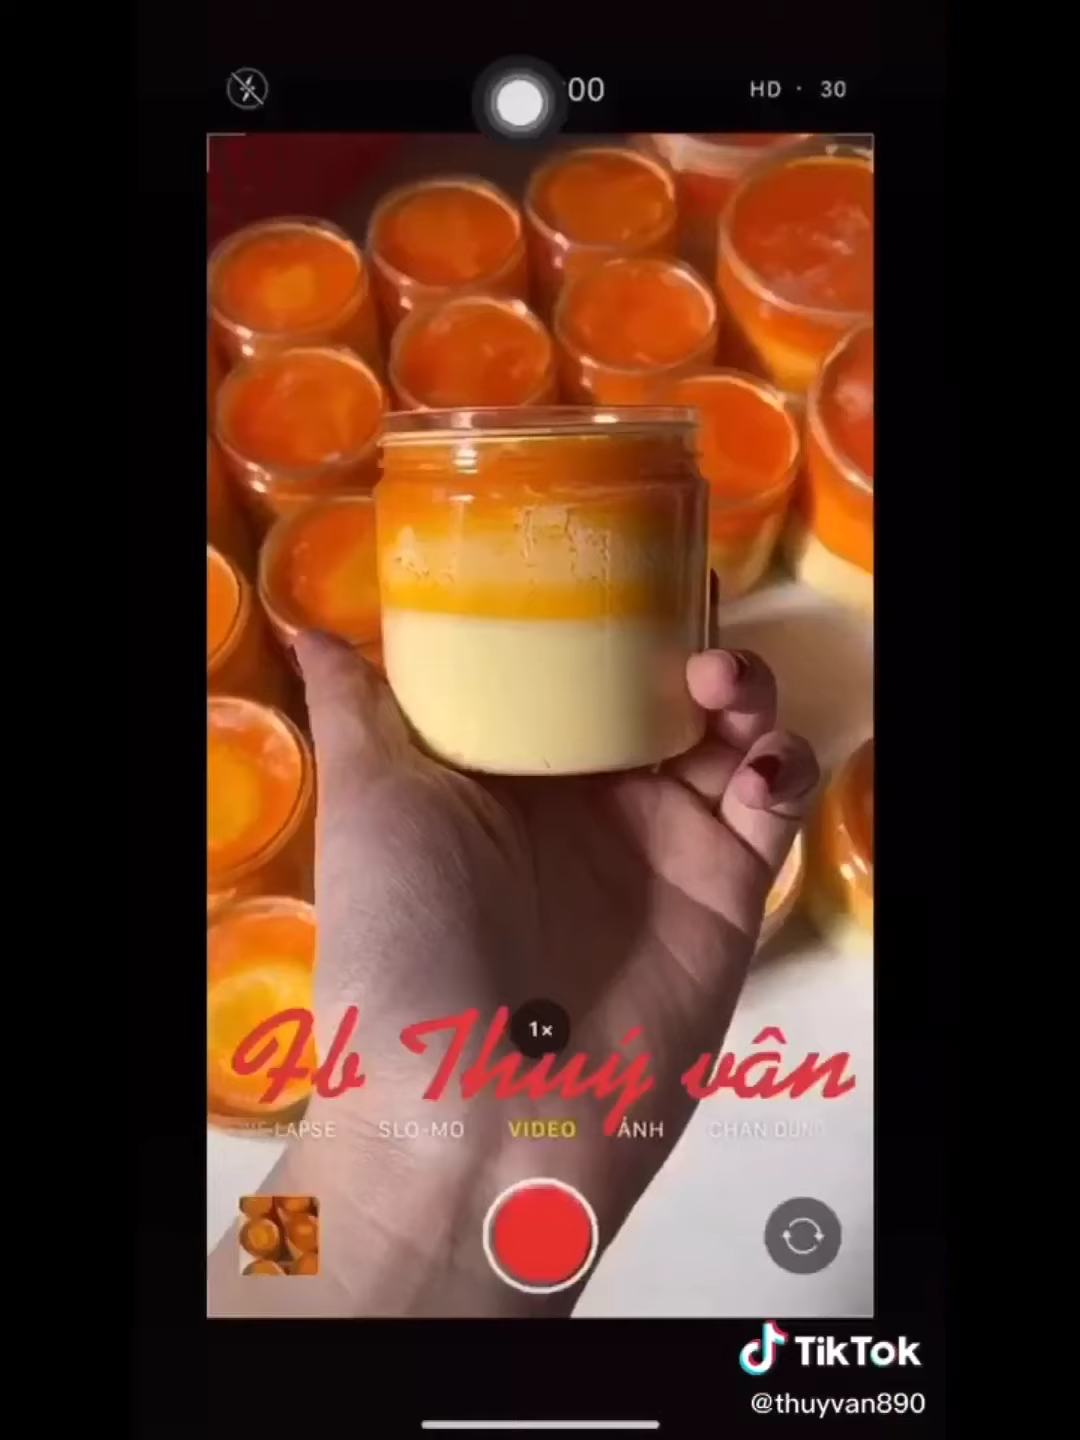 00
HD · 30
1×
Fb Thuý vân
SLO-MO
VIDEO
ẢNH
TikTok
@thuyvan890